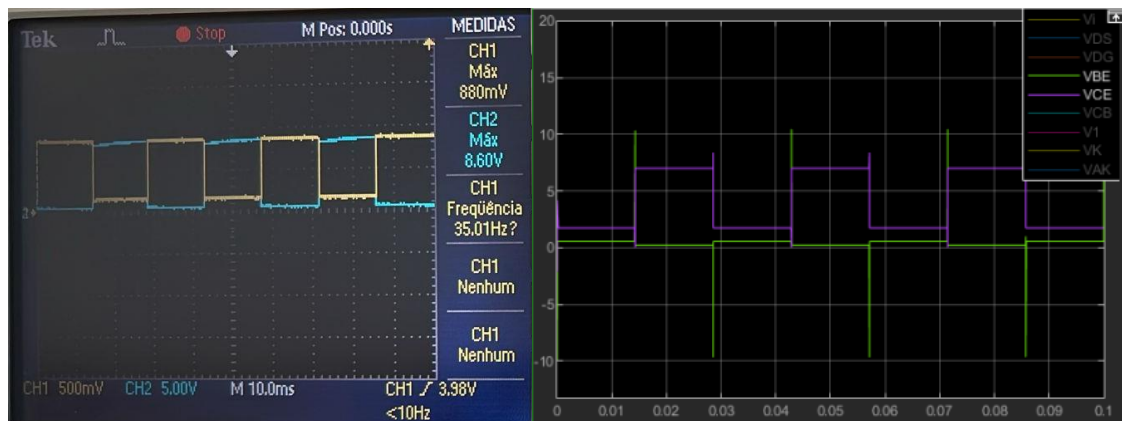 Tek
Stop
M Pos: 0.000s
MEDIDAS
CH1
Máx
880mV
CH2
Máx
8.60V
CH1
Freqüência
35.01Hz?
CH1
Nenhum
CH1
Nenhum
2
CH1 500mV CH2 5.00V M 10.0ms CH1 3.98V
<10Hz
20
15
10
5
0
-5
-10
0 0.01 0.02 0.03 0.04 0.05 0.06 0.07 0.08 0.09 0.1
Vi
VDS
VDG
VBE
VCE
VCB
V1
VK
VAK